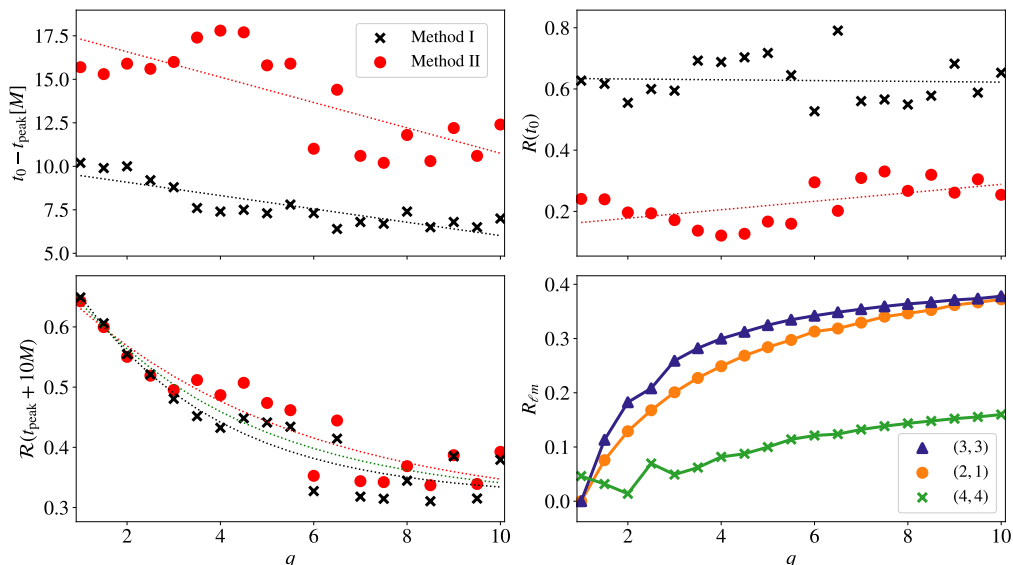 17.5
15.0
12.5
10.0
7.5
5.0
t₀ − t_peak[M]
Method I
Method II
0.8
0.6
0.4
0.2
R(t₀)
0.6
0.5
0.4
0.3
ℛ(t_peak + 10M)
2 4 6 8 10
q
0.4
0.3
0.2
0.1
0.0
R_ℓm
(3, 3)
(2, 1)
(4, 4)
2 4 6 8 10
q